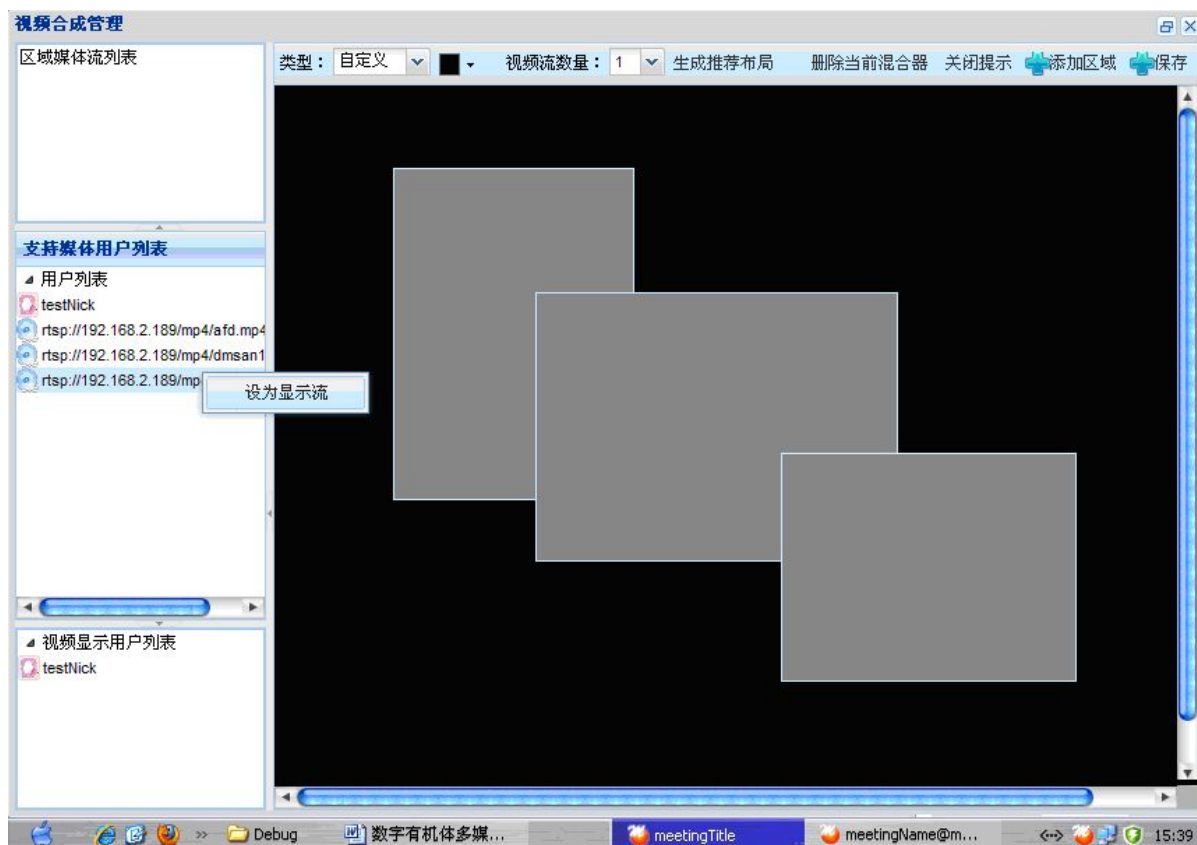 视频合成管理
区域媒体流列表
类型： 自定义 视频流数量： 1 生成推荐布局 删除当前混合器 关闭提示 添加区域 保存
支持媒体用户列表
用户列表
testNick
rtsp://192.168.2.189/mp4/afd.mp4
rtsp://192.168.2.189/mp4/dmsan1
rtsp://192.168.2.189/mp
设为显示流
视频显示用户列表
testNick
Debug 数字有机体多媒... meetingTitle meetingName@m... 15:39